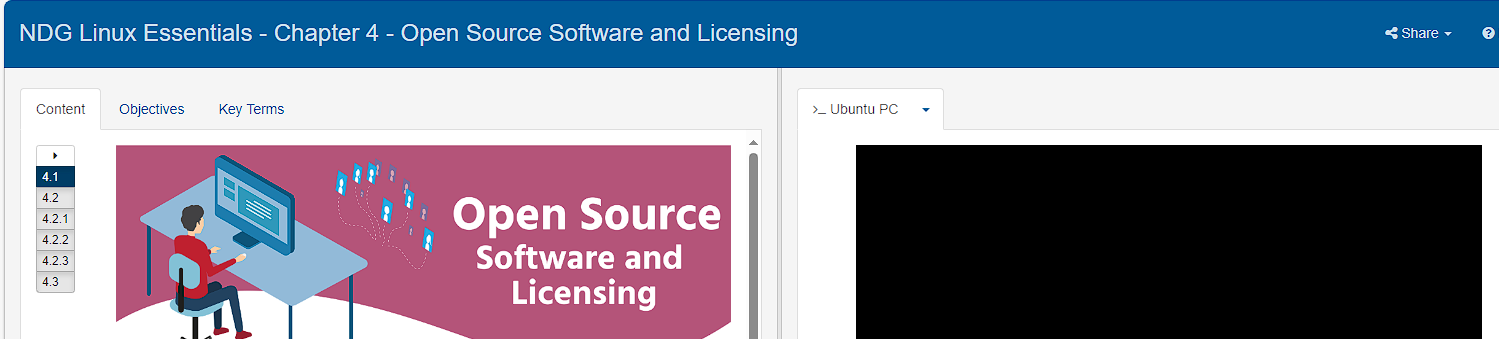 NDG Linux Essentials - Chapter 4 - Open Source Software and Licensing
Share
Content Objectives Key Terms
>_ Ubuntu PC
4.1
4.2
4.2.1
4.2.2
4.2.3
4.3
Open Source
Software and
Licensing